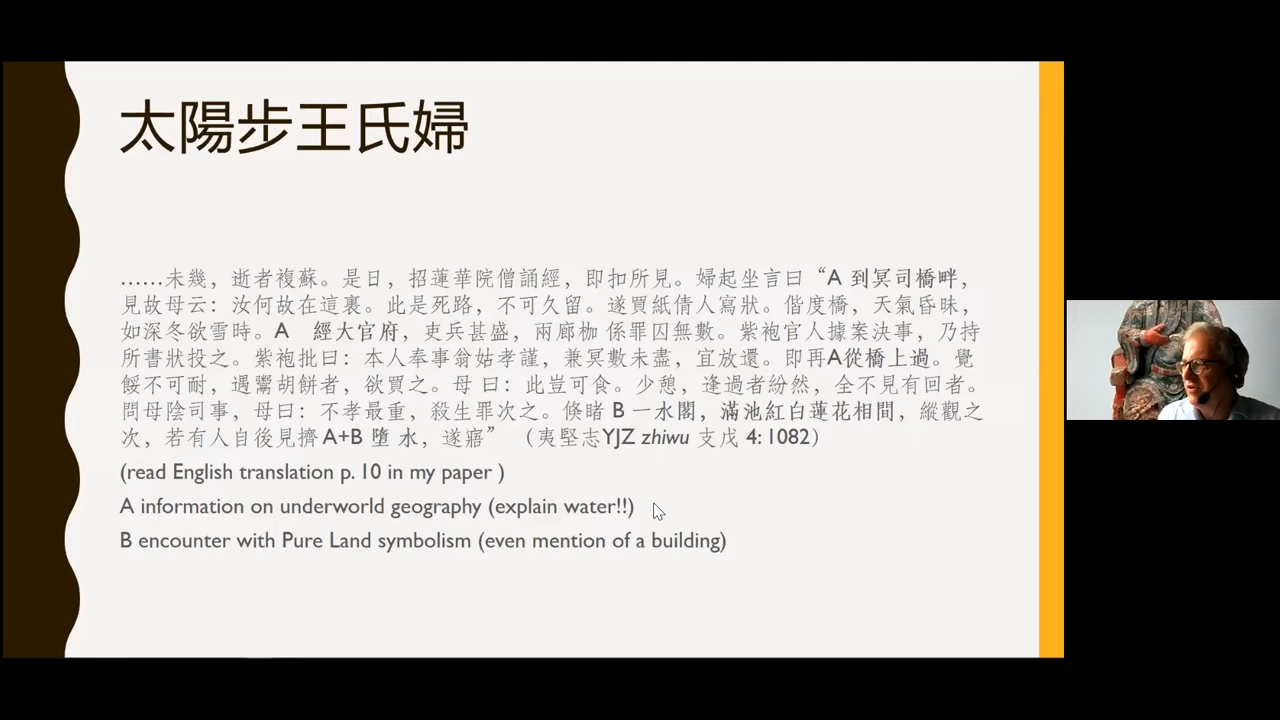 太陽步王氏婦
……未幾，逝者複蘇。是日，招蓮華院僧誦經，即扣所見。婦起坐言曰“A 到冥司橋畔，
見故母云：汝何故在這裏。此是死路，不可久留。遂買紙倩人寫狀。偕度橋，天氣昏昧，
如深冬欲雪時。A 經大官府，吏兵甚盛，兩廊枷 係罪囚無數。紫袍官人據案決事，乃持
所書狀投之。紫袍批曰：本人奉事翁姑孝謹，兼冥數未盡，宜放還。即再A從橋上過。覺
餒不可耐，遇鬻胡餅者，欲買之。母 曰：此豈可食。少憩，逢過者紛然，全不見有回者。
問母陰司事，母曰：不孝最重，殺生罪次之。倏睹 B 一水閣，滿池紅白蓮花相間，縱觀之
次，若有人自後見擠 A+B 墮 水，遂寤” （夷堅志YJZ zhiwu 支戊 4: 1082）
(read English translation p. 10 in my paper )
A information on underworld geography (explain water!!)
B encounter with Pure Land symbolism (even mention of a building)